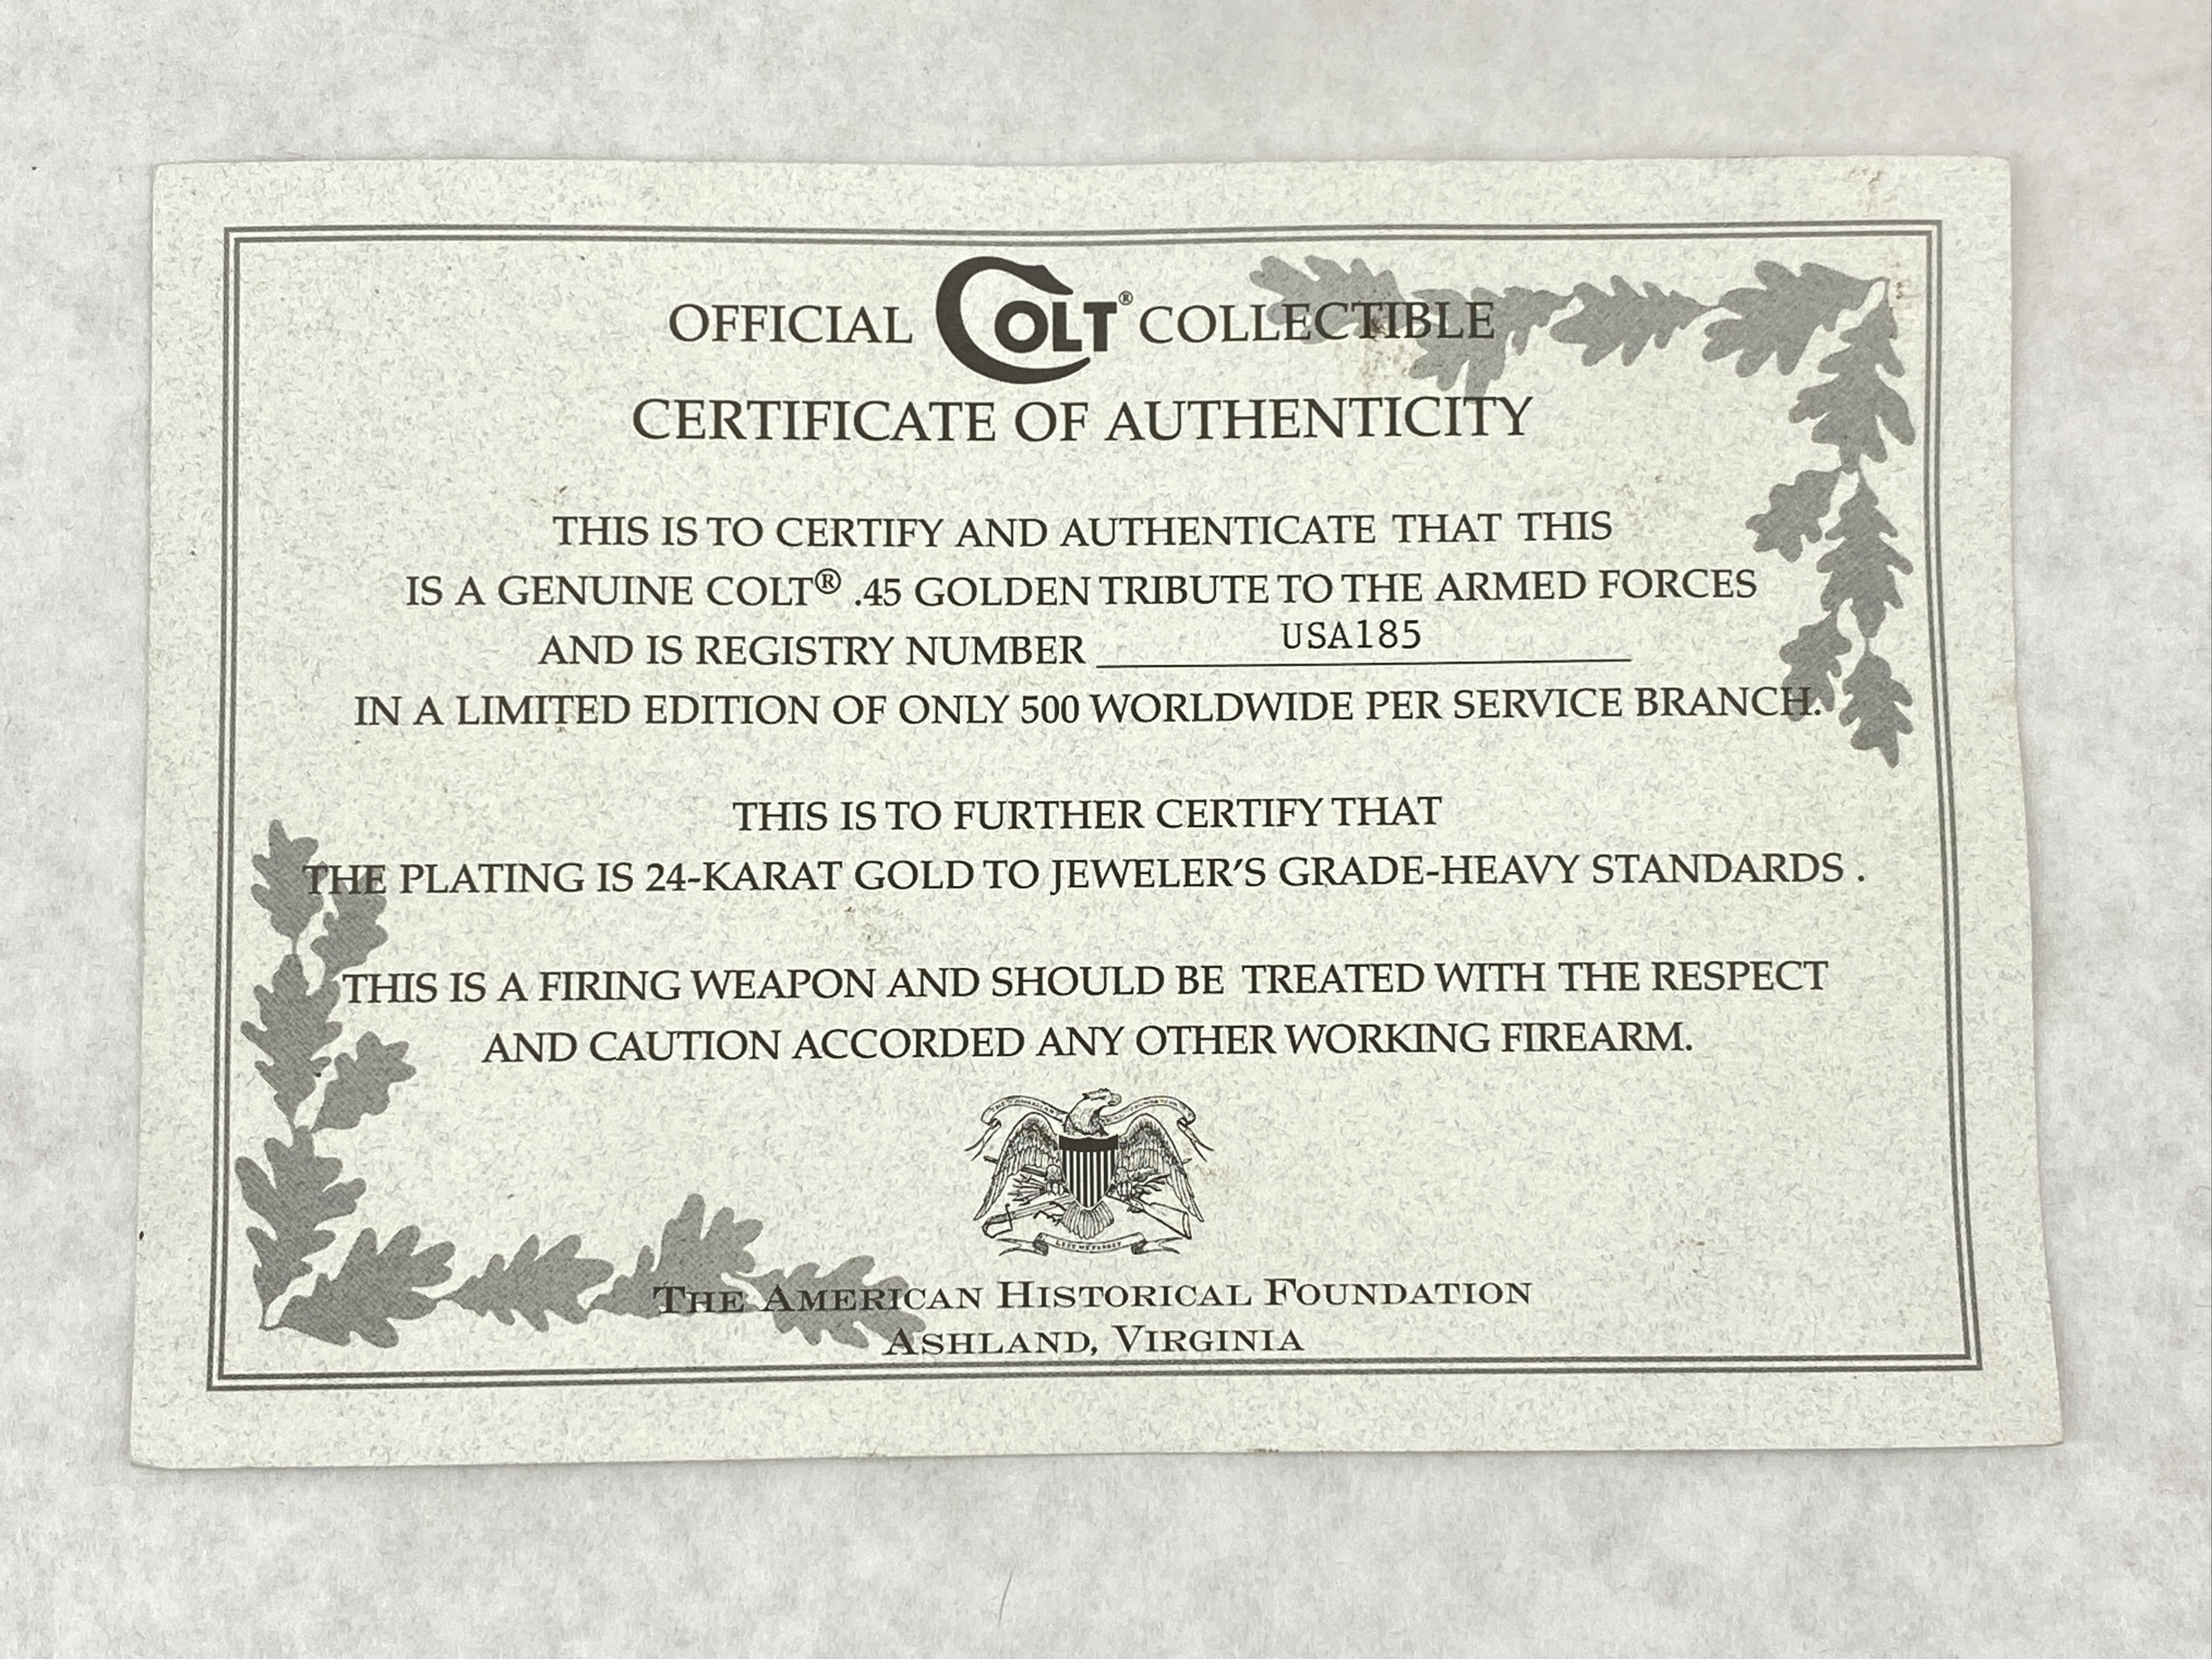 OFFICIAL COLT® COLLECTIBLE
CERTIFICATE OF AUTHENTICITY
THIS IS TO CERTIFY AND AUTHENTICATE THAT THIS
IS A GENUINE COLT® .45 GOLDEN TRIBUTE TO THE ARMED FORCES
AND IS REGISTRY NUMBER USA185
IN A LIMITED EDITION OF ONLY 500 WORLDWIDE PER SERVICE BRANCH.
THIS IS TO FURTHER CERTIFY THAT
THE PLATING IS 24-KARAT GOLD TO JEWELER'S GRADE-HEAVY STANDARDS .
THIS IS A FIRING WEAPON AND SHOULD BE TREATED WITH THE RESPECT
AND CAUTION ACCORDED ANY OTHER WORKING FIREARM.
LEST WE FORGET
THE AMERICAN HISTORICAL FOUNDATION
ASHLAND, VIRGINIA